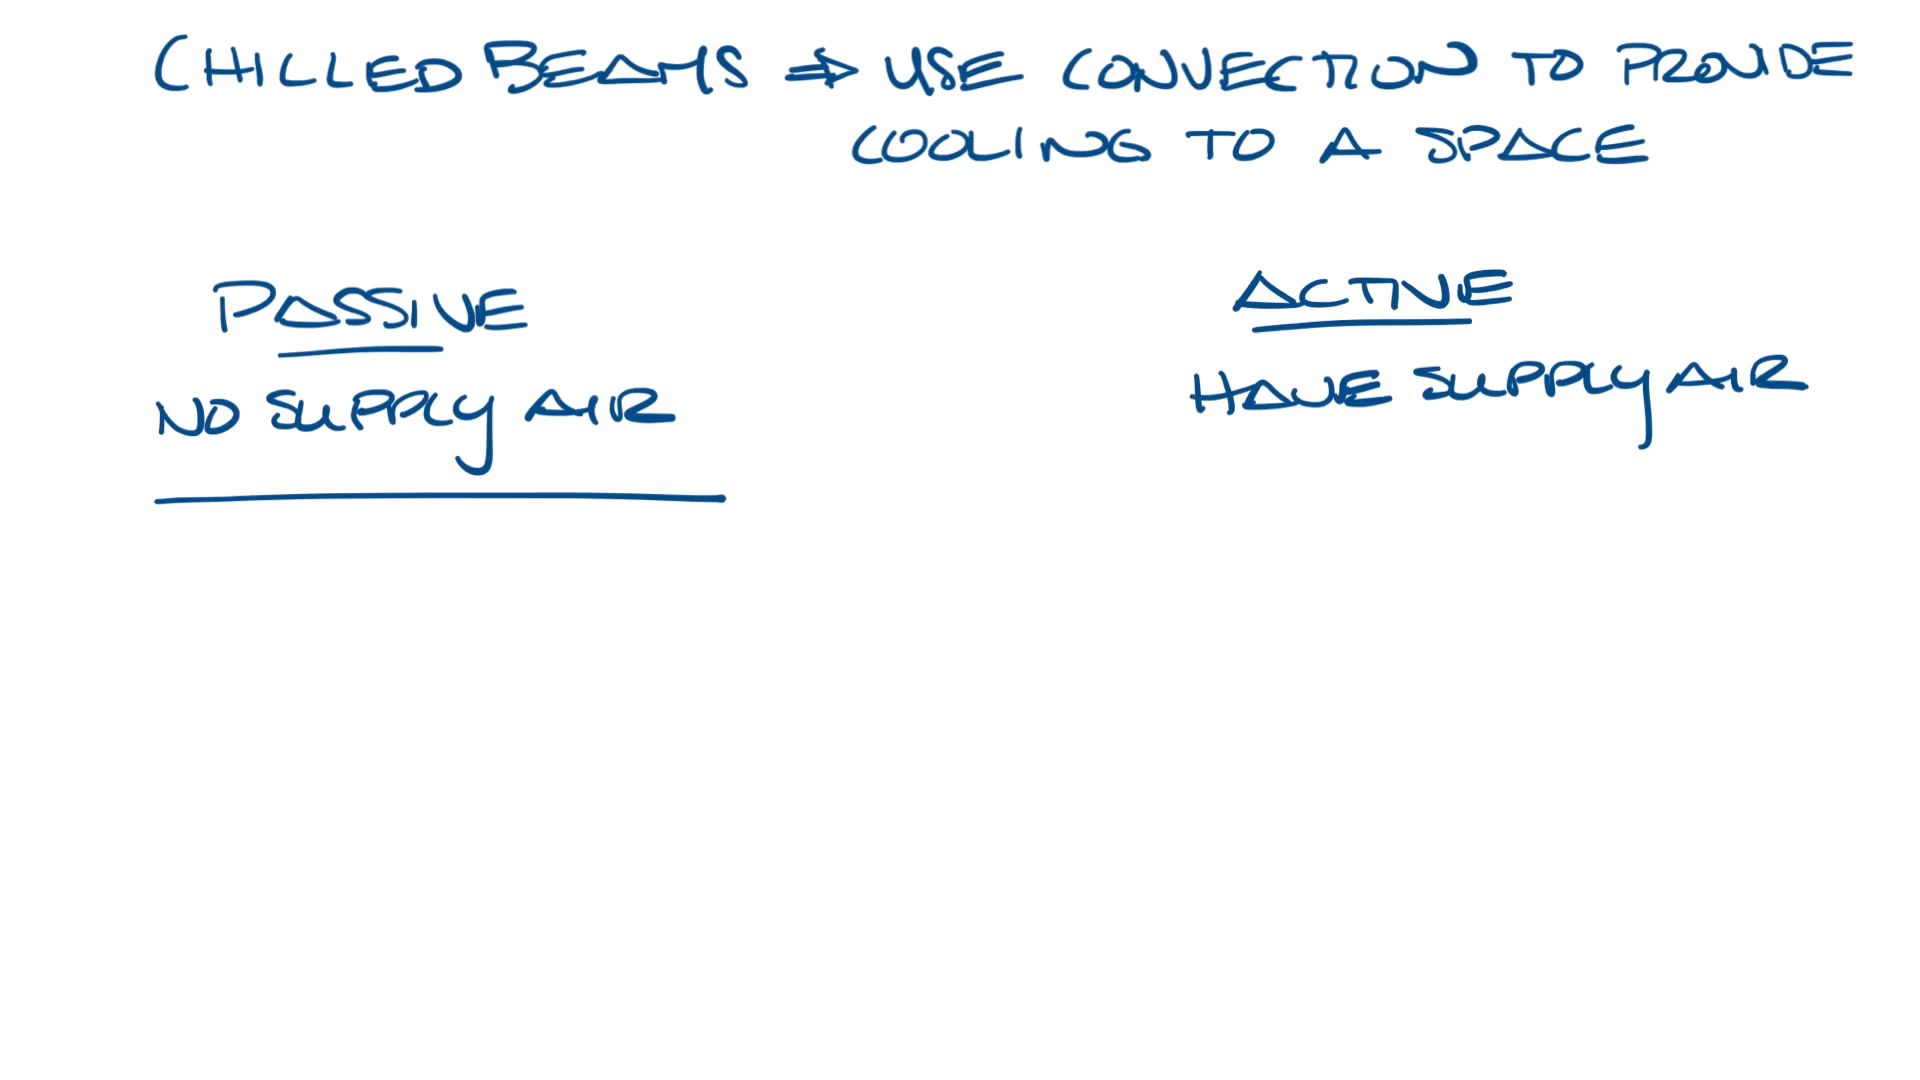 CHILLED BEAMS ⇒ USE CONVECTION TO PROVIDE
COOLING TO A SPACE
PASSIVE
NO SUPPLY AIR
ACTIVE
HAVE SUPPLY AIR